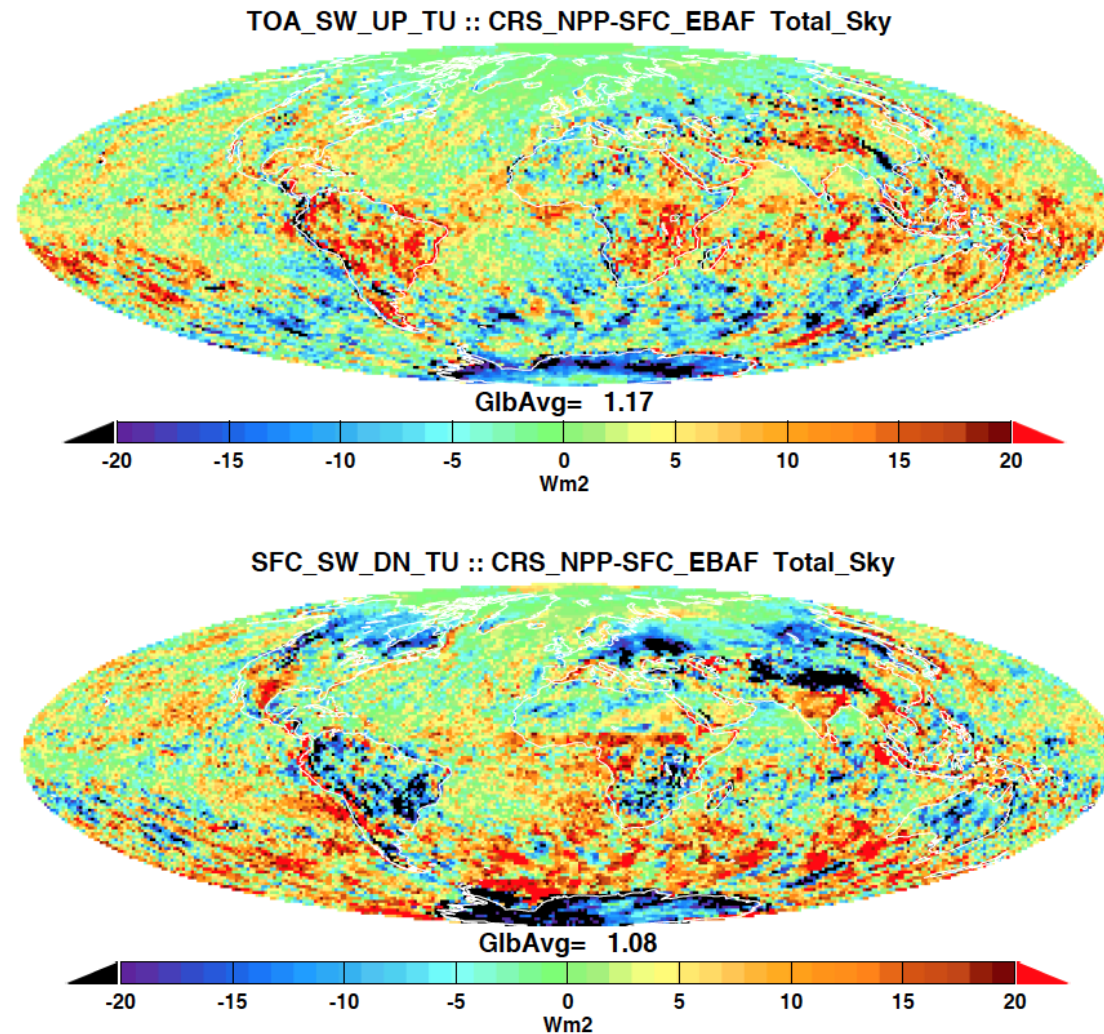 TOA_SW_UP_TU :: CRS_NPP-SFC_EBAF Total_Sky
GlbAvg= 1.17
-20 -15 -10 -5 0 5 10 15 20
Wm2
SFC_SW_DN_TU :: CRS_NPP-SFC_EBAF Total_Sky
GlbAvg= 1.08
-20 -15 -10 -5 0 5 10 15 20
Wm2